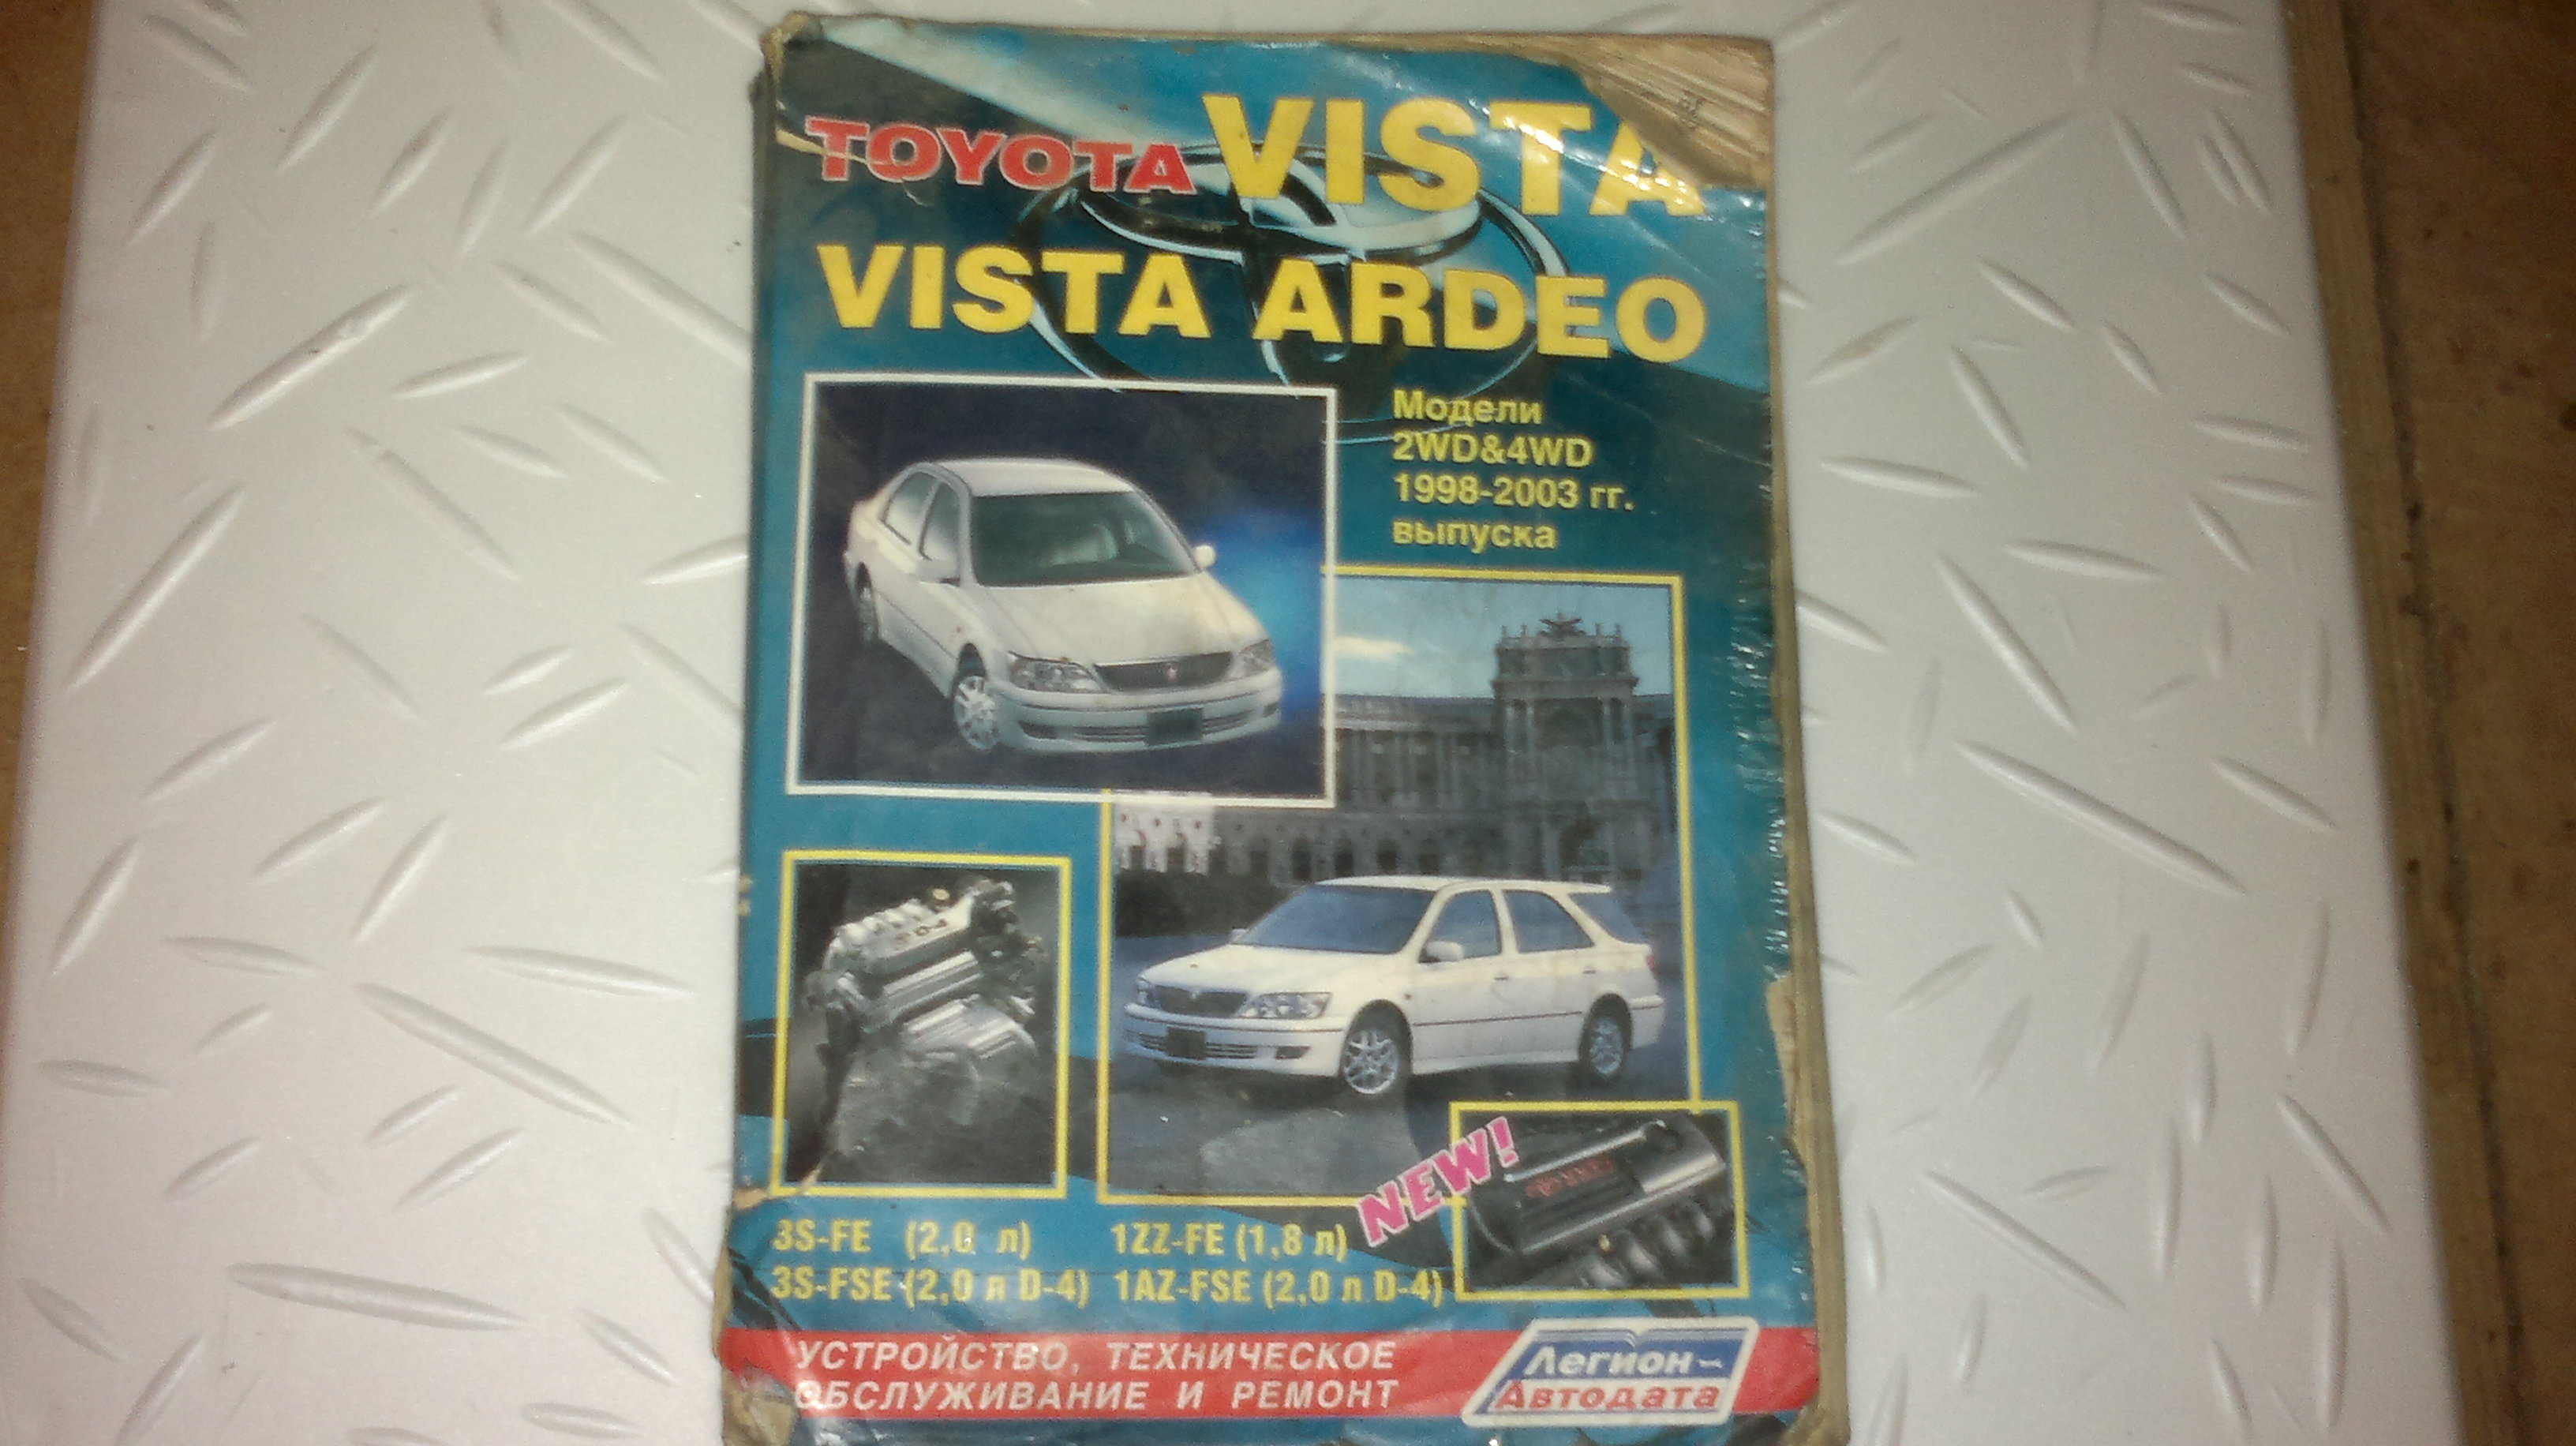 TOYOTA VISTA
VISTA ARDEO
Модели
2WD&4WD
1998-2003 гг.
выпуска
NEW!
3S-FE (2,0 л) 1ZZ-FE (1,8 л)
3S-FSE (2,0 л D-4) 1AZ-FSE (2,0 л D-4)
УСТРОЙСТВО, ТЕХНИЧЕСКОЕ
ОБСЛУЖИВАНИЕ И РЕМОНТ
Легион-
Автодата